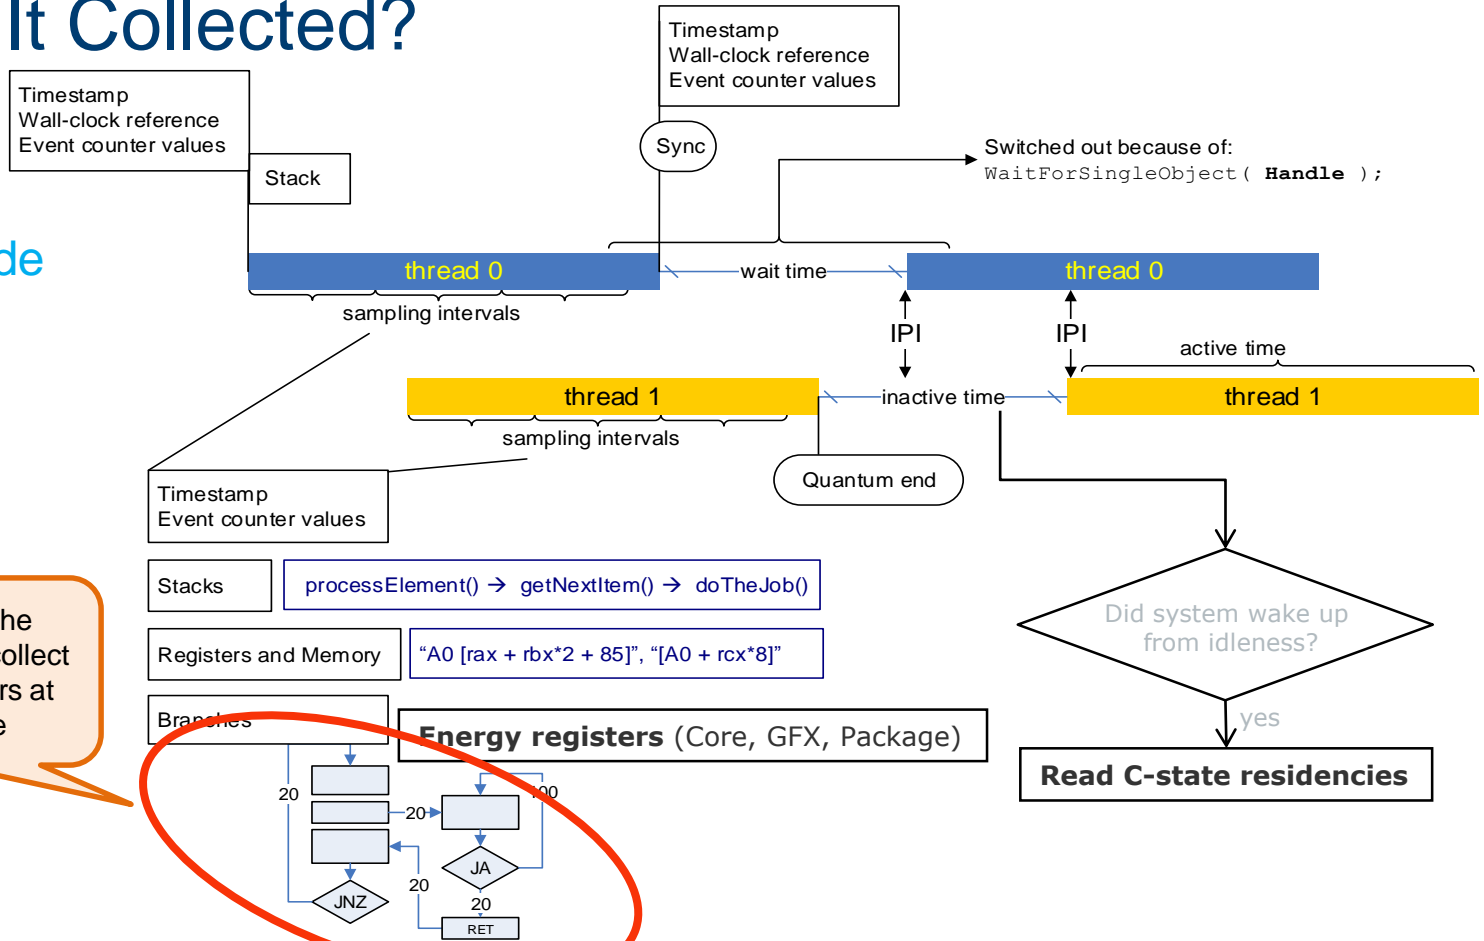 It Collected?
Timestamp
Wall-clock reference
Event counter values
Timestamp
Wall-clock reference
Event counter values
Stack
Sync
Switched out because of:
WaitForSingleObject( Handle );
de
thread 0
wait time
thread 0
sampling intervals
IPI
IPI
active time
thread 1
inactive time
thread 1
sampling intervals
Quantum end
Timestamp
Event counter values
Stacks
processElement() → getNextItem() → doTheJob()
Registers and Memory
“A0 [rax + rbx*2 + 85]”, “[A0 + rcx*8]”
Branches
Energy registers (Core, GFX, Package)
he
collect
rs at
e
Did system wake up
from idleness?
yes
Read C-state residencies
20
20
100
JA
20
JNZ
20
RET